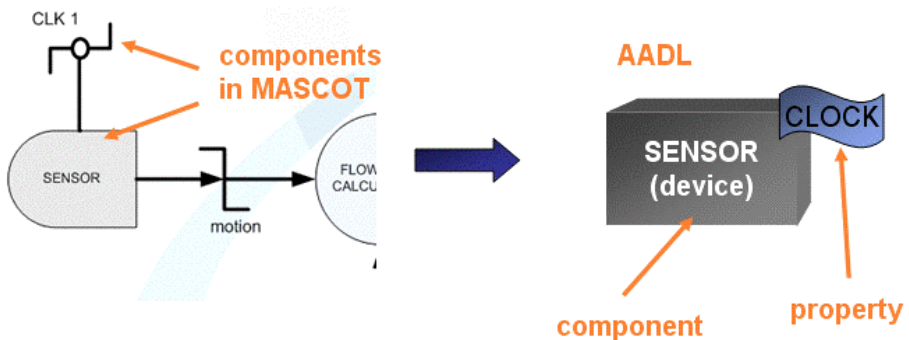 CLK 1
components
in MASCOT
SENSOR
motion
FLOW
CALCU
AADL
CLOCK
SENSOR
(device)
component
property